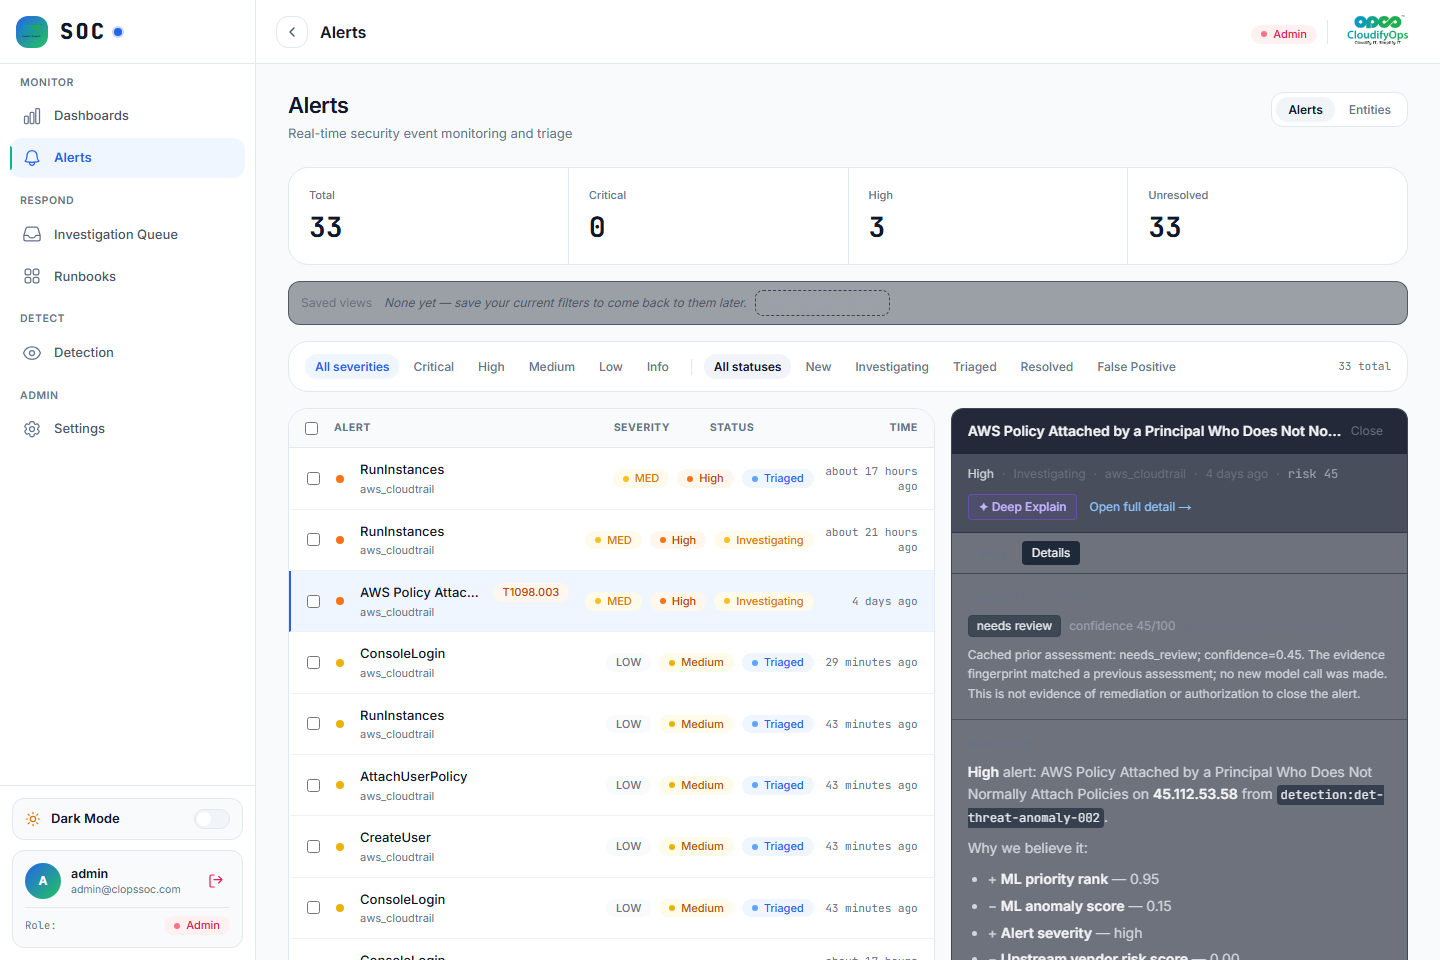 SOC
MONITOR
Dashboards
Alerts
RESPOND
Investigation Queue
Runbooks
DETECT
Detection
ADMIN
Settings
Dark Mode
A
admin
admin@clopssoc.com
Role:
Admin
Alerts
Admin
CloudifyOps
Alerts
Real-time security event monitoring and triage
Alerts Entities
Total Critical High Unresolved
33 0 3 33
Saved views None yet — save your current filters to come back to them later.
All severities Critical High Medium Low Info All statuses New Investigating Triaged Resolved False Positive 33 total
ALERT SEVERITY STATUS TIME
RunInstances
aws_cloudtrail
MED High Triaged about 17 hours ago
RunInstances
aws_cloudtrail
MED High Investigating about 21 hours ago
AWS Policy Attac... T1098.003
aws_cloudtrail
MED High Investigating 4 days ago
ConsoleLogin
aws_cloudtrail
LOW Medium Triaged 29 minutes ago
RunInstances
aws_cloudtrail
LOW Medium Triaged 43 minutes ago
AttachUserPolicy
aws_cloudtrail
LOW Medium Triaged 43 minutes ago
CreateUser
aws_cloudtrail
LOW Medium Triaged 43 minutes ago
ConsoleLogin
aws_cloudtrail
LOW Medium Triaged 43 minutes ago
ConsoleLogin
about 17 hours
AWS Policy Attached by a Principal Who Does Not No... Close
High · Investigating · aws_cloudtrail · 4 days ago · risk 45
✦ Deep Explain Open full detail →
Details
needs review confidence 45/100
Cached prior assessment: needs_review; confidence=0.45. The evidence
fingerprint matched a previous assessment; no new model call was made.
This is not evidence of remediation or authorization to close the alert.
High alert: AWS Policy Attached by a Principal Who Does Not
Normally Attach Policies on 45.112.53.58 from detection:det-
threat-anomaly-002.
Why we believe it:
• + ML priority rank — 0.95
• − ML anomaly score — 0.15
• + Alert severity — high
• − Upstream vendor risk score — 0.00